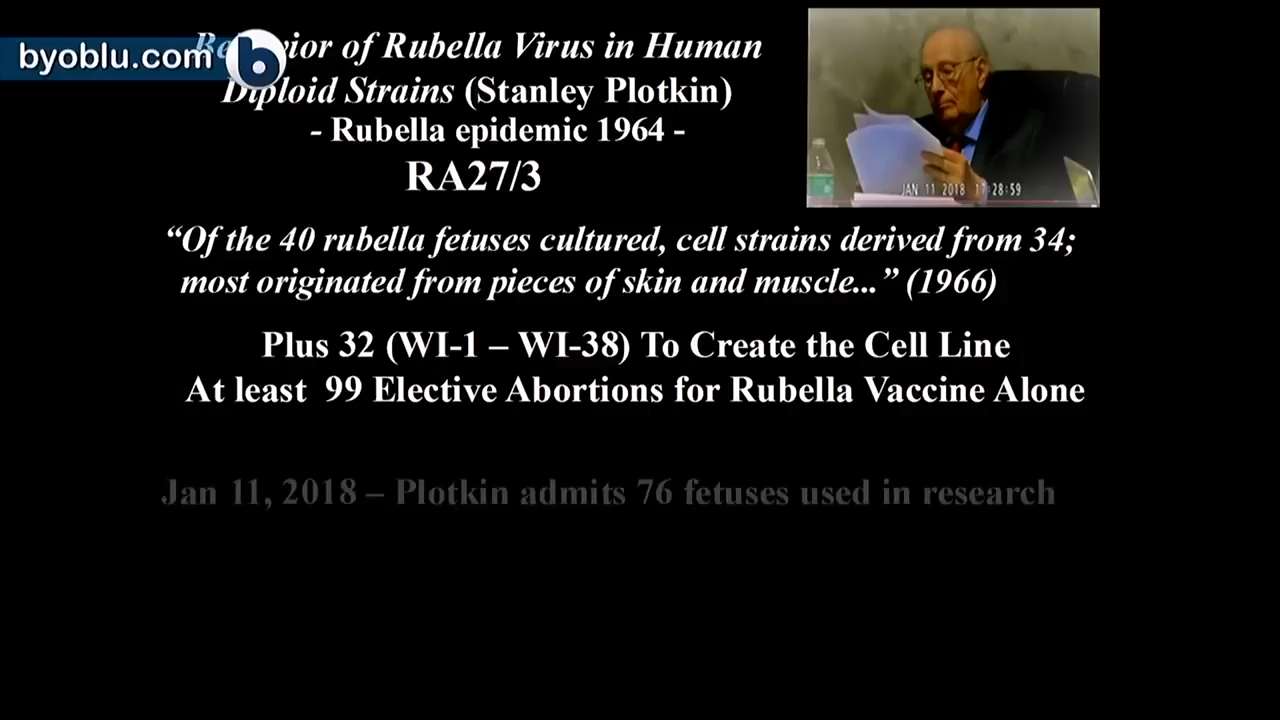 byoblu.com b
Behavior of Rubella Virus in Human
Diploid Strains (Stanley Plotkin)
- Rubella epidemic 1964 -
RA27/3
JAN 11 2018 17:28:59
“Of the 40 rubella fetuses cultured, cell strains derived from 34;
most originated from pieces of skin and muscle...” (1966)
Plus 32 (WI-1 – WI-38) To Create the Cell Line
At least 99 Elective Abortions for Rubella Vaccine Alone
Jan 11, 2018 – Plotkin admits 76 fetuses used in research